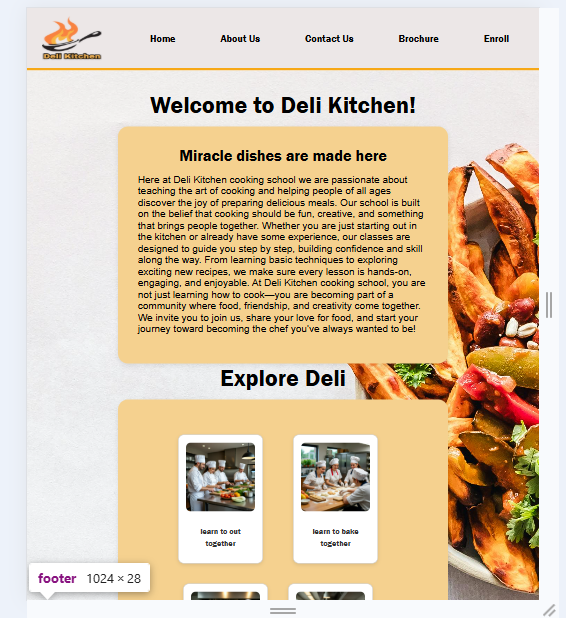 Deli Kitchen
Home About Us Contact Us Brochure Enroll
Welcome to Deli Kitchen!
Miracle dishes are made here
Here at Deli Kitchen cooking school we are passionate about
teaching the art of cooking and helping people of all ages
discover the joy of preparing delicious meals. Our school is built
on the belief that cooking should be fun, creative, and something
that brings people together. Whether you are just starting out in
the kitchen or already have some experience, our classes are
designed to guide you step by step, building confidence and skill
along the way. From learning basic techniques to exploring
exciting new recipes, we make sure every lesson is hands-on,
engaging, and enjoyable. At Deli Kitchen cooking school, you are
not just learning how to cook—you are becoming part of a
community where food, friendship, and creativity come together.
We invite you to join us, share your love for food, and start your
journey toward becoming the chef you've always wanted to be!
Explore Deli
learn to cut
together
learn to bake
together
footer 1024 × 28